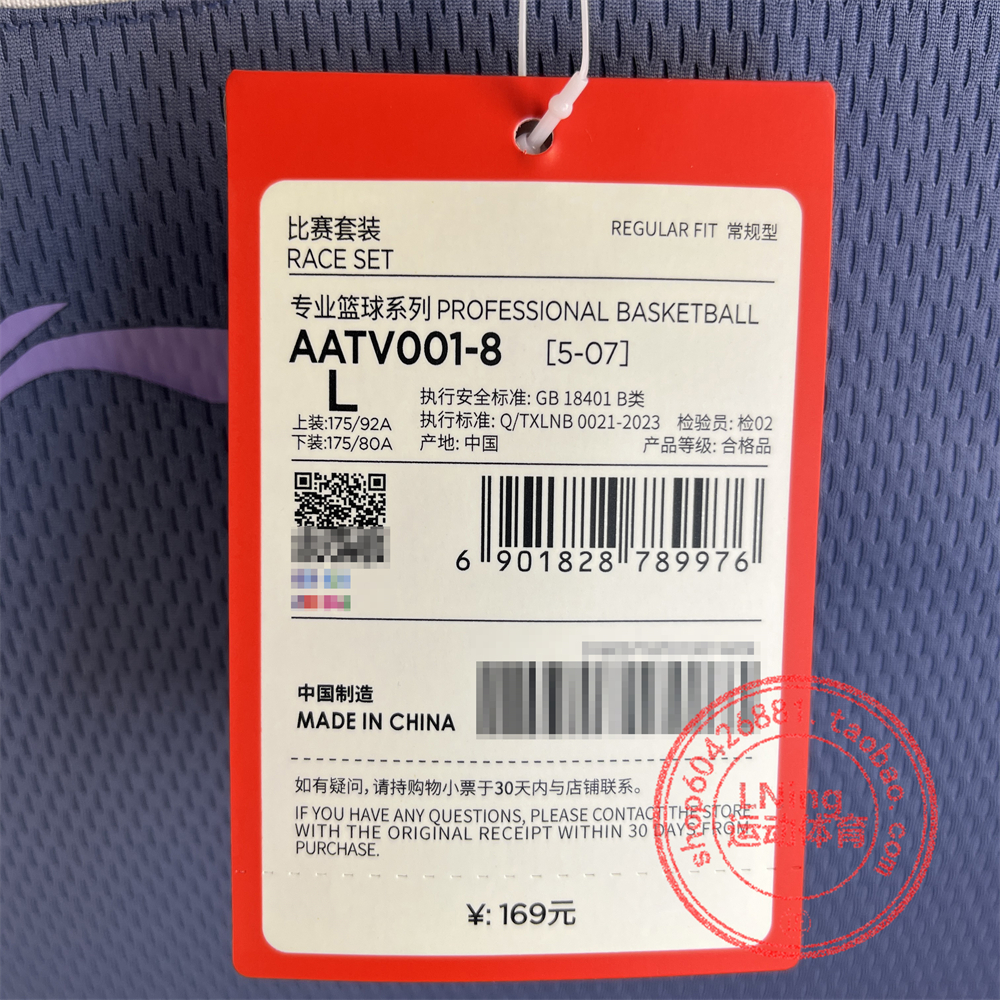 比赛套装
REGULAR FIT 常规型
RACE SET
专业篮球系列 PROFESSIONAL BASKETBALL
AATV001-8 [5-07]
L
上装:175/92A
下装:175/80A
执行安全标准: GB 18401 B类
执行标准: Q/TXLNB 0021-2023 检验员: 检02
产地: 中国 产品等级: 合格品
6 901828 789976
中国制造
MADE IN CHINA
如有疑问，请持购物小票于30天内与店铺联系。
IF YOU HAVE ANY QUESTIONS, PLEASE CONTACT THE STORE
WITH THE ORIGINAL RECEIPT WITHIN 30 DAYS FROM
PURCHASE.
¥: 169元
shop60426881.taobao.com
LNing
运动体育